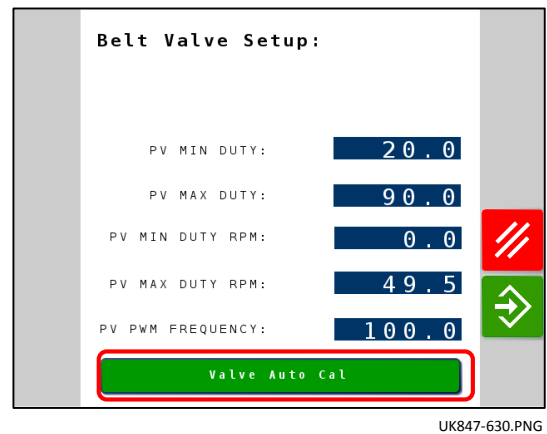 Belt Valve Setup:
PV MIN DUTY: 20.0
PV MAX DUTY: 90.0
PV MIN DUTY RPM: 0.0
PV MAX DUTY RPM: 49.5
PV PWM FREQUENCY: 100.0
Valve Auto Cal
UK847-630.PNG